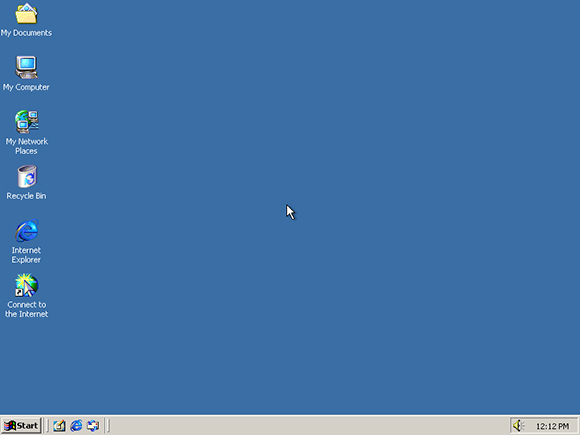 My Documents
My Computer
My Network
Places
Recycle Bin
Internet
Explorer
Connect to
the Internet
Start
12:12 PM